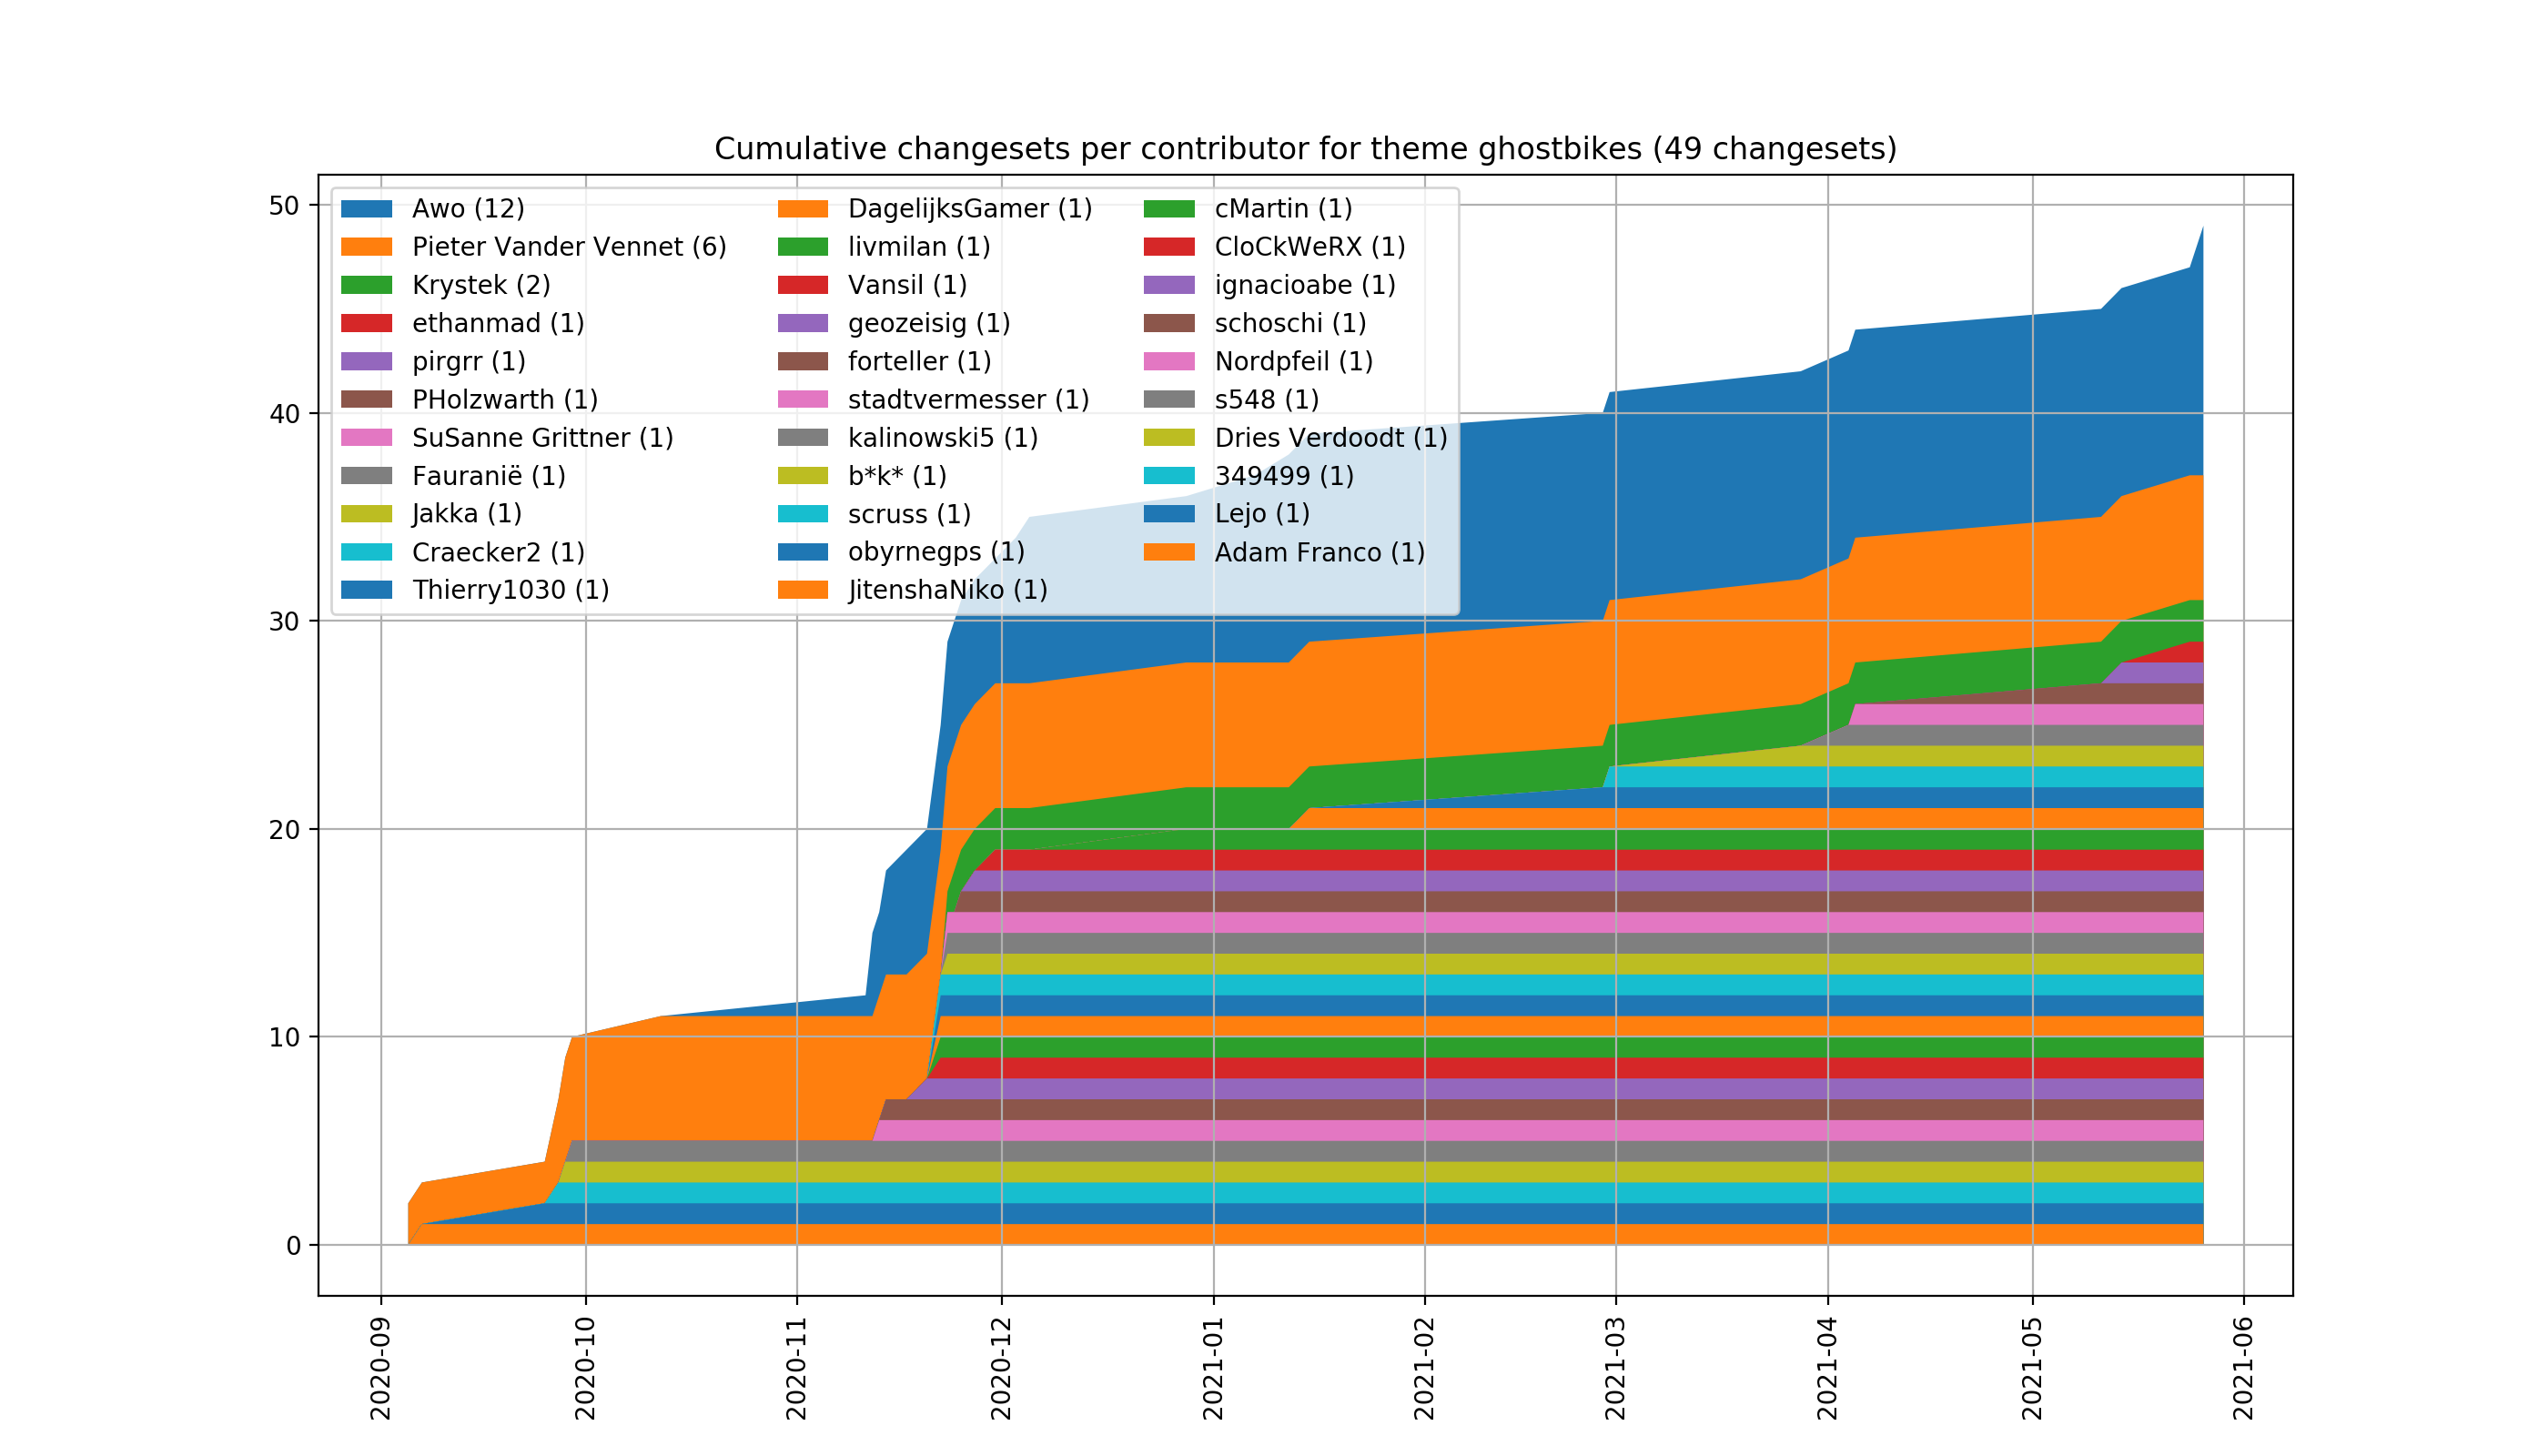 Cumulative changesets per contributor for theme ghostbikes (49 changesets)
Awo (12)
Pieter Vander Vennet (6)
Krystek (2)
ethanmad (1)
pirgrr (1)
PHolzwarth (1)
SuSanne Grittner (1)
Fauranië (1)
Jakka (1)
Craecker2 (1)
Thierry1030 (1)
DagelijksGamer (1)
livmilan (1)
Vansil (1)
geozeisig (1)
forteller (1)
stadtvermesser (1)
kalinowski5 (1)
b*k* (1)
scruss (1)
obyrnegps (1)
JitenshaNiko (1)
cMartin (1)
CloCkWeRX (1)
ignacioabe (1)
schoschi (1)
Nordpfeil (1)
s548 (1)
Dries Verdoodt (1)
349499 (1)
Lejo (1)
Adam Franco (1)
50
40
30
20
10
0
2020-09
2020-10
2020-11
2020-12
2021-01
2021-02
2021-03
2021-04
2021-05
2021-06